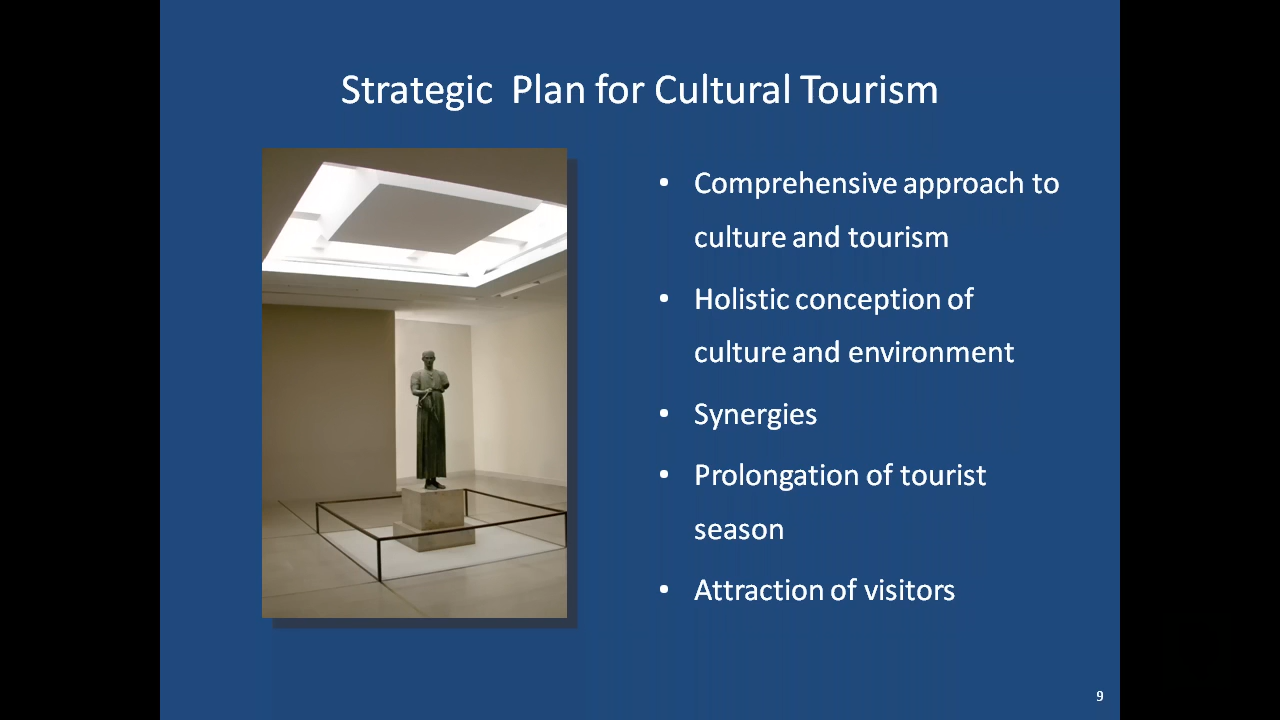 Strategic  Plan for Cultural Tourism
• Comprehensive approach to
culture and tourism
• Holistic conception of
culture and environment
• Synergies
• Prolongation of tourist
season
• Attraction of visitors
9